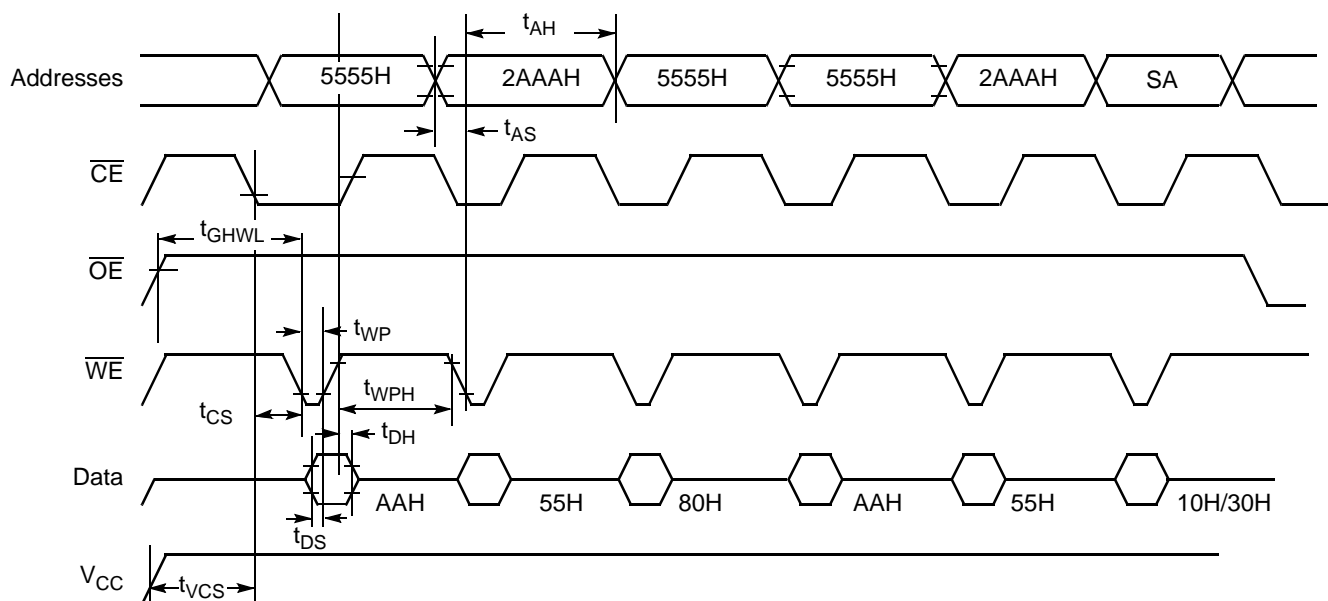 tAH
Addresses 5555H 2AAAH 5555H 5555H 2AAAH SA
tAS
CE
tGHWL
OE
tWP
WE
tWPH
tCS
tDH
Data
AAH 55H 80H AAH 55H 10H/30H
tDS
VCC
tVCS